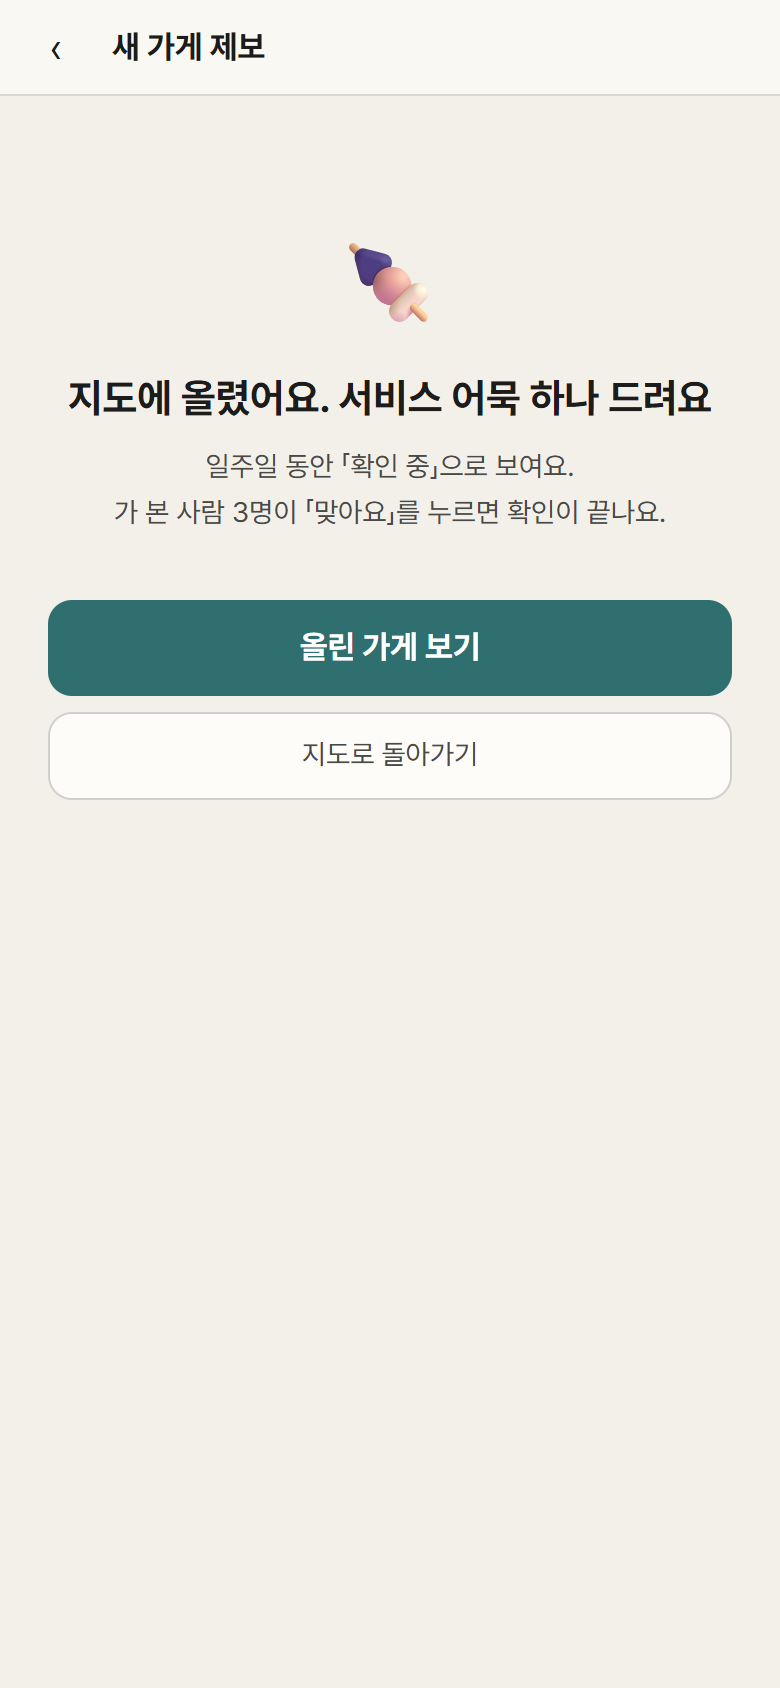 ‹ 새 가게 제보
지도에 올렸어요. 서비스 어묵 하나 드려요
일주일 동안 「확인 중」으로 보여요.
가 본 사람 3명이 「맞아요」를 누르면 확인이 끝나요.
올린 가게 보기
지도로 돌아가기